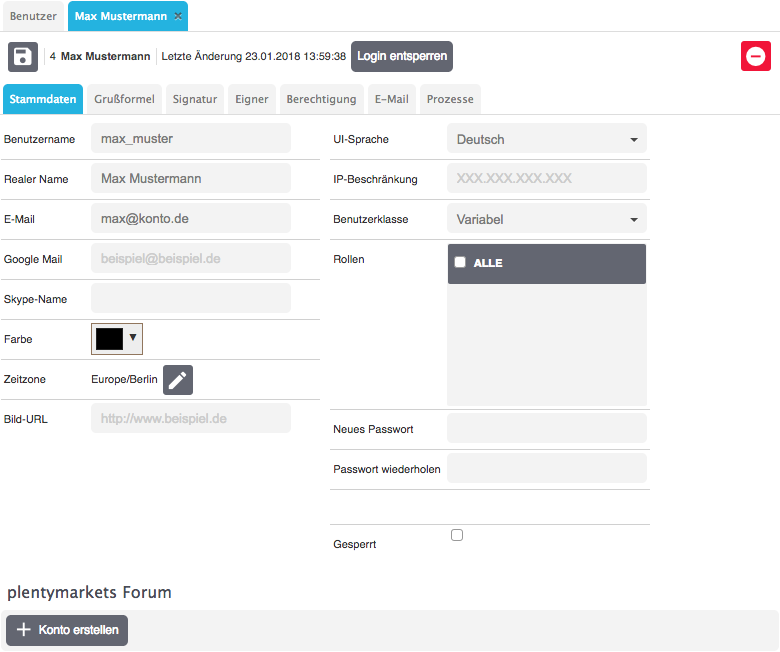 Benutzer Max Mustermann ×
4 Max Mustermann Letzte Änderung 23.01.2018 13:59:38 Login entsperren
Stammdaten Grußformel Signatur Eigner Berechtigung E-Mail Prozesse
Benutzername max_muster
Realer Name Max Mustermann
E-Mail max@konto.de
Google Mail beispiel@beispiel.de
Skype-Name
Farbe
Zeitzone Europe/Berlin
Bild-URL http://www.beispiel.de
UI-Sprache Deutsch
IP-Beschränkung XXX.XXX.XXX.XXX
Benutzerklasse Variabel
Rollen ALLE
Neues Passwort
Passwort wiederholen
Gesperrt
plentymarkets Forum
Konto erstellen